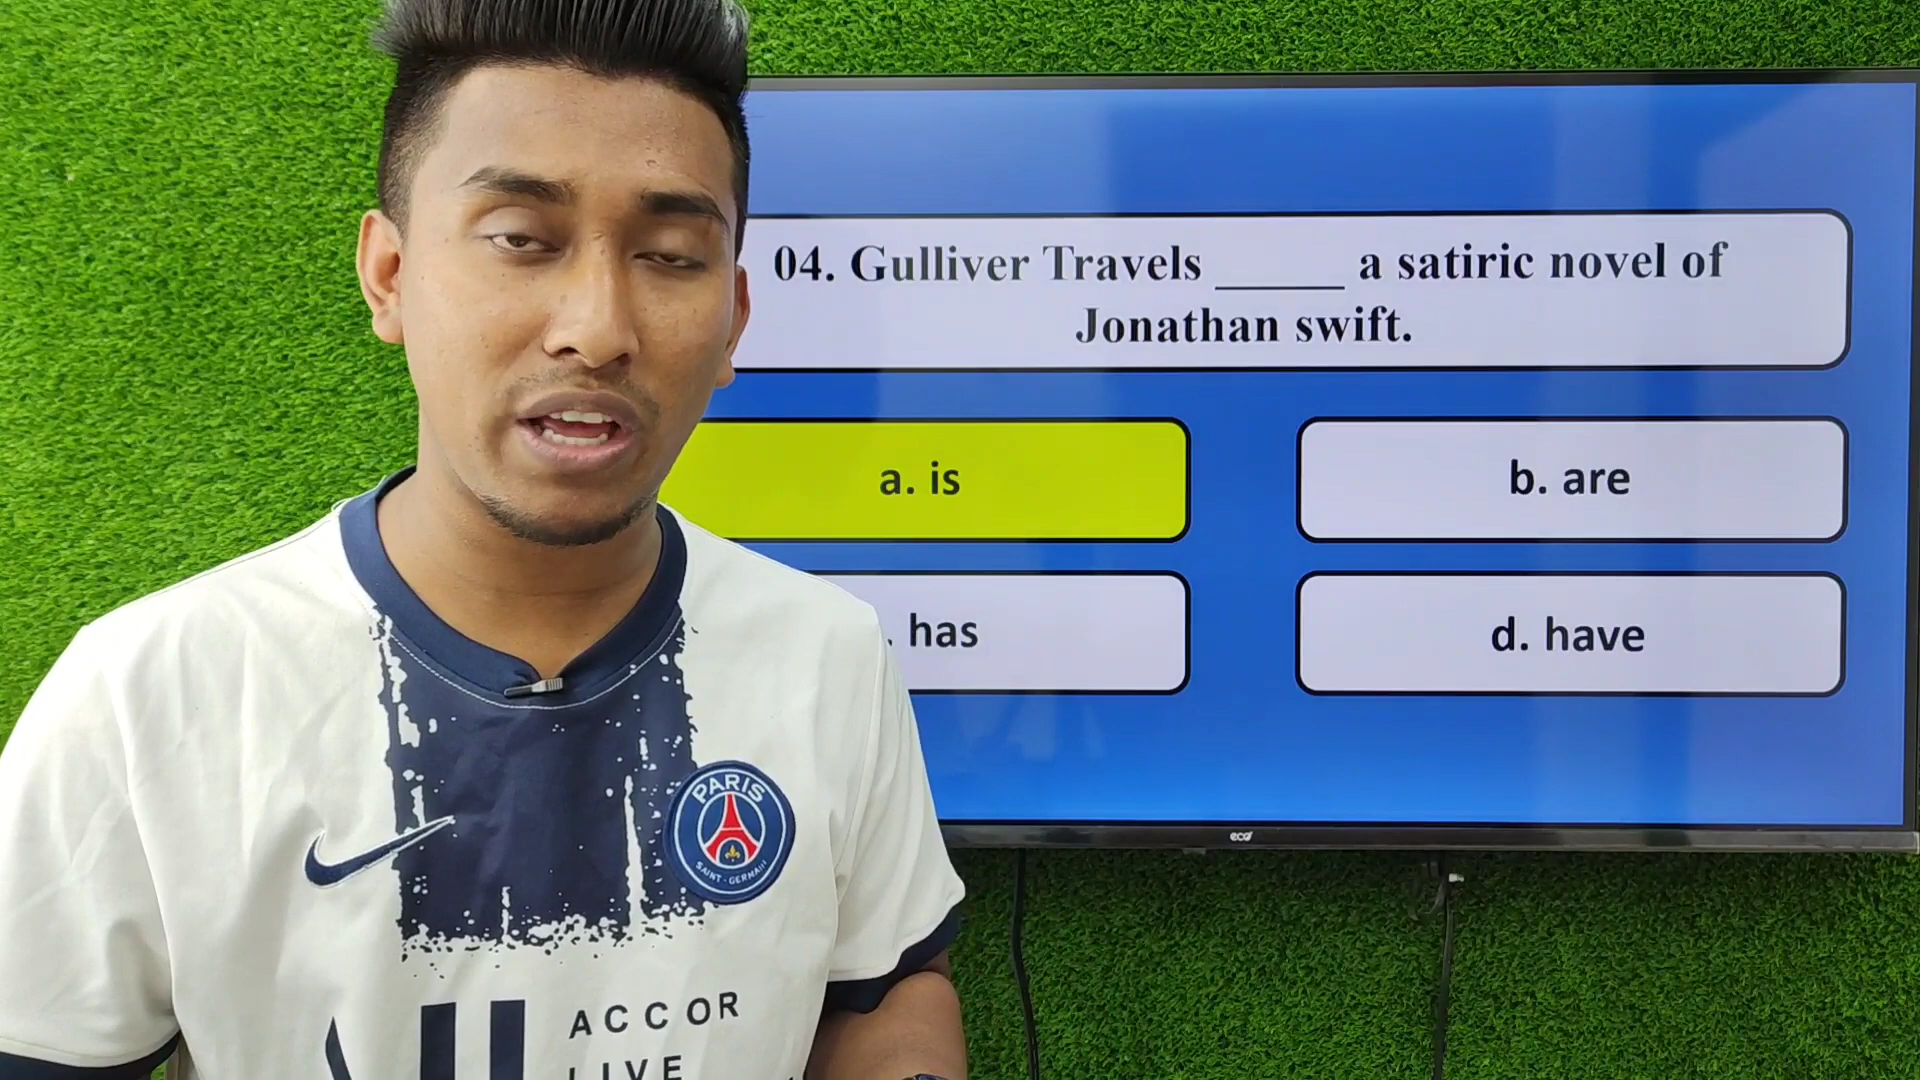 04. Gulliver Travels _____ a satiric novel of
Jonathan swift.
a. is
b. are
. has
d. have
eco
PARIS
SAINT-GERMAIN
ACCOR
LIVE